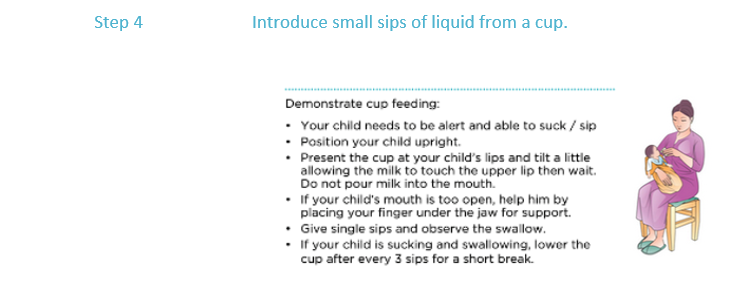 Step 4 Introduce small sips of liquid from a cup.
Demonstrate cup feeding:
• Your child needs to be alert and able to suck / sip
• Position your child upright.
• Present the cup at your child's lips and tilt a little
allowing the milk to touch the upper lip then wait.
Do not pour milk into the mouth.
• If your child's mouth is too open, help him by
placing your finger under the jaw for support.
• Give single sips and observe the swallow.
• If your child is sucking and swallowing, lower the
cup after every 3 sips for a short break.